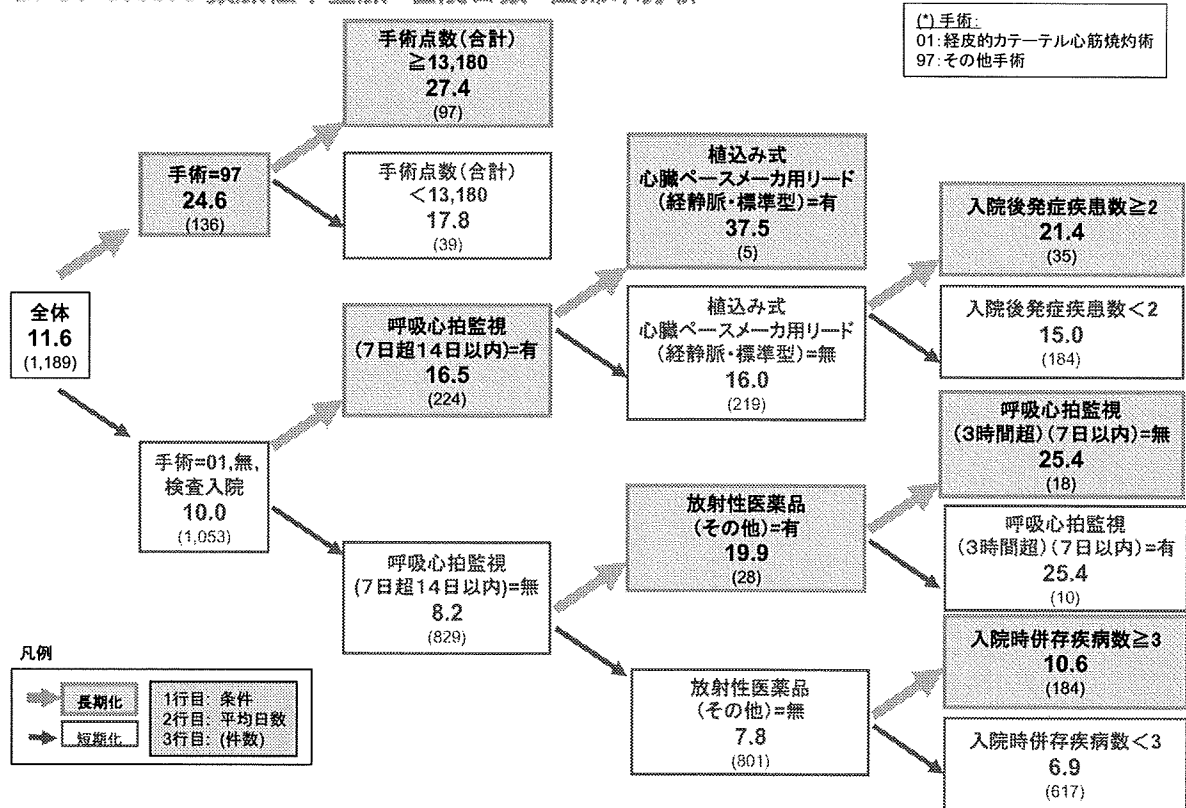 (*) 手術:
01:経皮的カテーテル心筋焼灼術
97:その他手術
全体
11.6
(1,189)
手術=97
24.6
(136)
手術=01,無,
検査入院
10.0
(1,053)
手術点数(合計)
≧13,180
27.4
(97)
手術点数(合計)
<13,180
17.8
(39)
呼吸心拍監視
(7日超14日以内)=有
16.5
(224)
呼吸心拍監視
(7日超14日以内)=無
8.2
(829)
植込み式
心臓ペースメーカ用リード
(経静脈・標準型)=有
37.5
(5)
植込み式
心臓ペースメーカ用リード
(経静脈・標準型)=無
16.0
(219)
放射性医薬品
(その他)=有
19.9
(28)
放射性医薬品
(その他)=無
7.8
(801)
入院後発症疾患数≧2
21.4
(35)
入院後発症疾患数<2
15.0
(184)
呼吸心拍監視
(3時間超)(7日以内)=無
25.4
(18)
呼吸心拍監視
(3時間超)(7日以内)=有
25.4
(10)
入院時併存疾病数≧3
10.6
(184)
入院時併存疾病数<3
6.9
(617)
凡例
長期化
短期化
1行目: 条件
2行目: 平均日数
3行目: (件数)